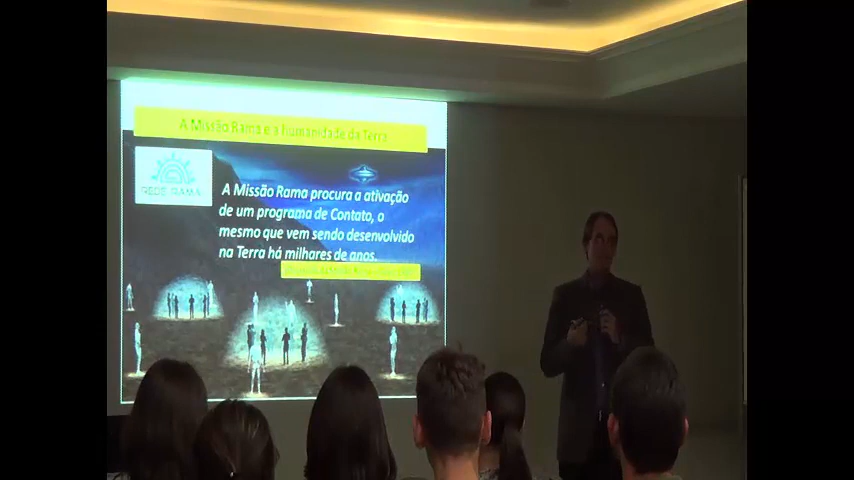 A Missão Rama e a humanidade da Terra
REDE RAMA
A Missão Rama procura a ativação
de um programa de Contato, o
mesmo que vem sendo desenvolvido
na Terra há milhares de anos.